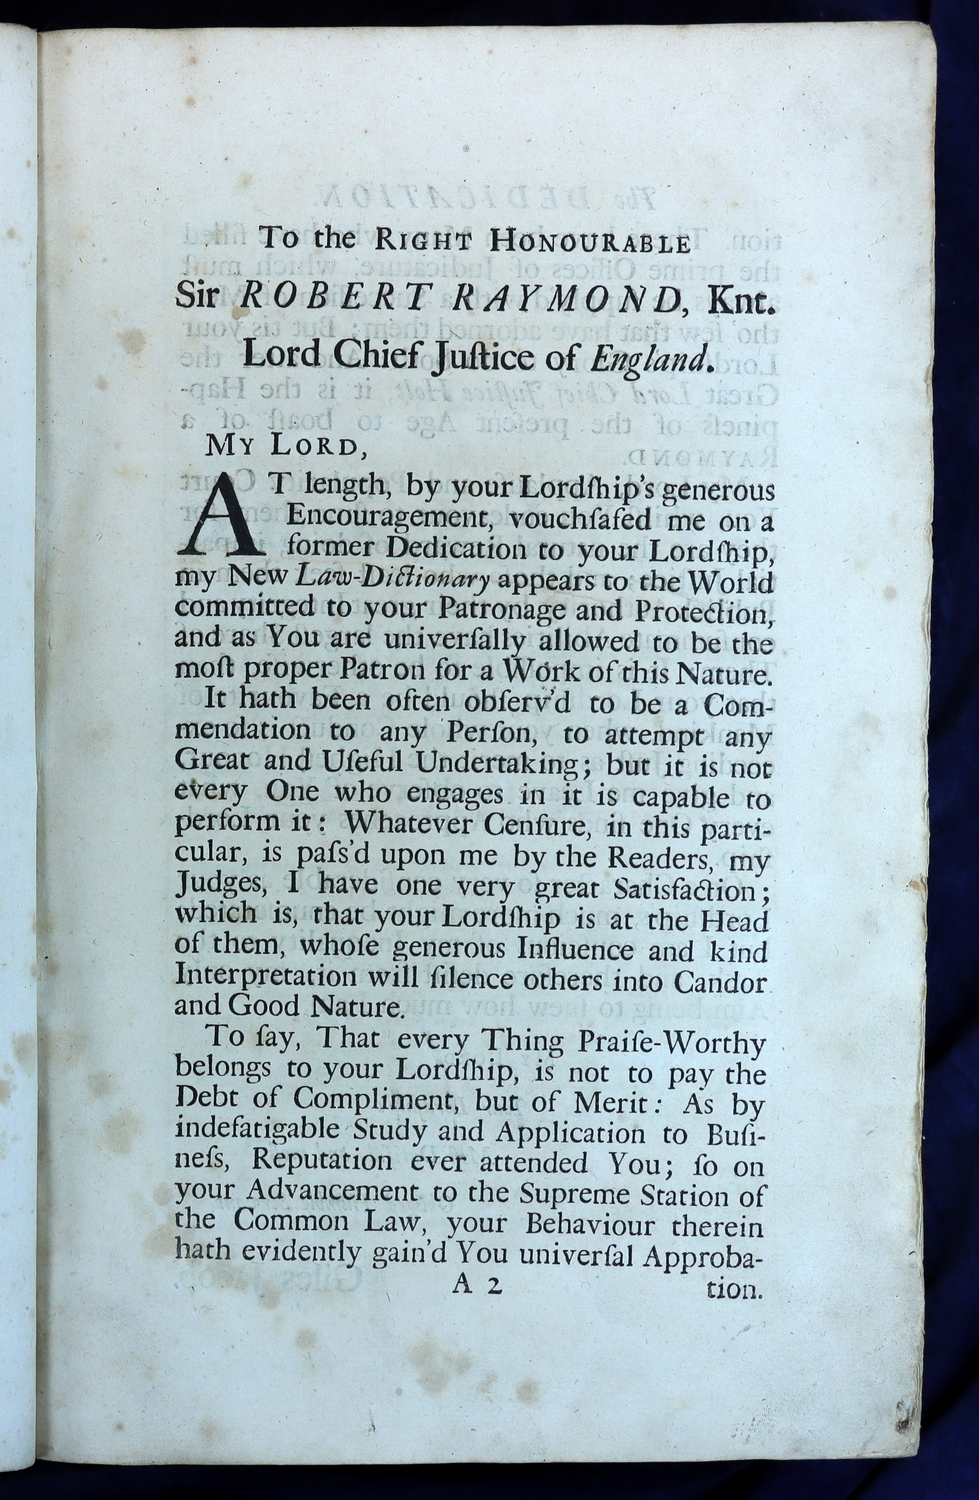 To the RIGHT HONOURABLE
Sir ROBERT RAYMOND, Knt.
Lord Chief Juſtice of England.
MY LORD,
AT length, by your Lordſhip's generous
Encouragement, vouchſafed me on a
former Dedication to your Lordſhip,
my New Law-Dictionary appears to the World
committed to your Patronage and Protection,
and as You are univerſally allowed to be the
moſt proper Patron for a Work of this Nature.
It hath been often obſerv'd to be a Com-
mendation to any Perſon, to attempt any
Great and Uſeful Undertaking; but it is not
every One who engages in it is capable to
perform it: Whatever Cenſure, in this parti-
cular, is paſs'd upon me by the Readers, my
Judges, I have one very great Satisfaction;
which is, that your Lordſhip is at the Head
of them, whoſe generous Influence and kind
Interpretation will ſilence others into Candor
and Good Nature.
To ſay, That every Thing Praiſe-Worthy
belongs to your Lordſhip, is not to pay the
Debt of Compliment, but of Merit: As by
indefatigable Study and Application to Buſi-
neſs, Reputation ever attended You; ſo on
your Advancement to the Supreme Station of
the Common Law, your Behaviour therein
hath evidently gain'd You univerſal Approba-
A 2 tion.